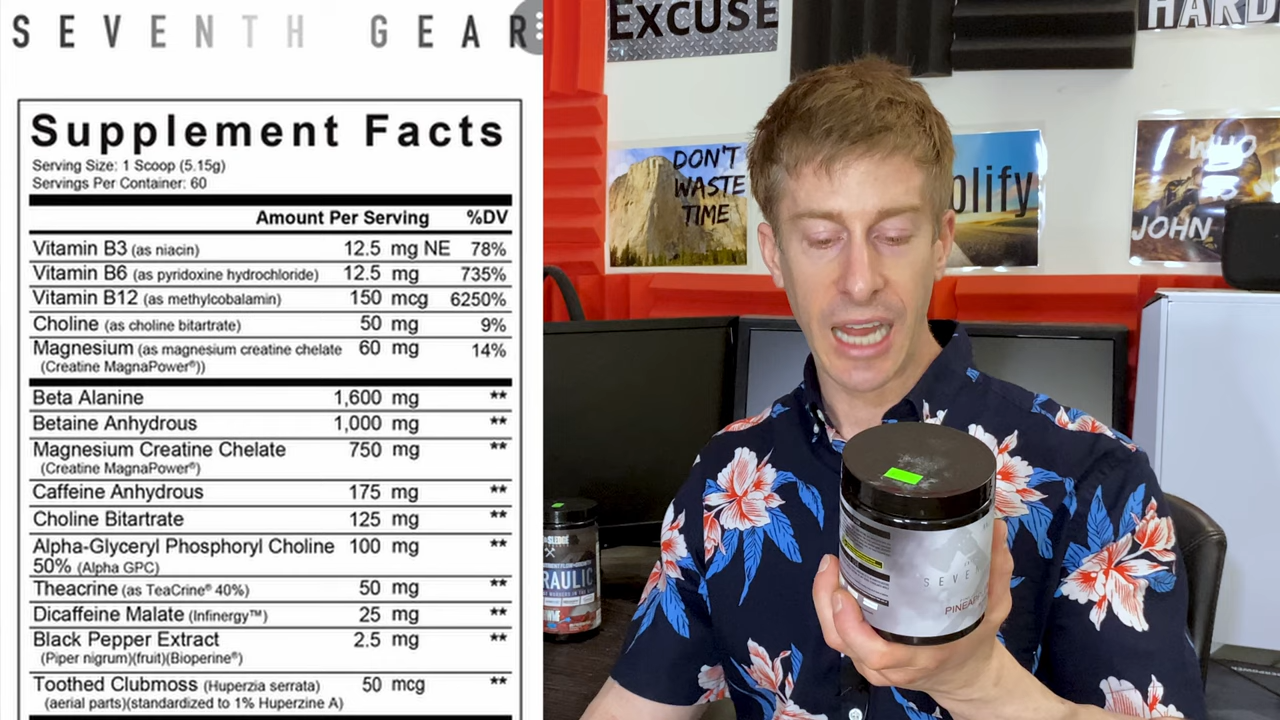 SEVENTH GEAR
Supplement Facts
Serving Size: 1 Scoop (5.15g)
Servings Per Container: 60
Amount Per Serving %DV
Vitamin B3 (as niacin) 12.5 mg NE 78%
Vitamin B6 (as pyridoxine hydrochloride) 12.5 mg 735%
Vitamin B12 (as methylcobalamin) 150 mcg 6250%
Choline (as choline bitartrate) 50 mg 9%
Magnesium (as magnesium creatine chelate 60 mg 14%
(Creatine MagnaPower®))
Beta Alanine 1,600 mg **
Betaine Anhydrous 1,000 mg **
Magnesium Creatine Chelate 750 mg **
(Creatine MagnaPower®)
Caffeine Anhydrous 175 mg **
Choline Bitartrate 125 mg **
Alpha-Glyceryl Phosphoryl Choline 100 mg **
50% (Alpha GPC)
Theacrine (as TeaCrine® 40%) 50 mg **
Dicaffeine Malate (Infinergy™) 25 mg **
Black Pepper Extract 2.5 mg **
(Piper nigrum)(fruit)(Bioperine®)
Toothed Clubmoss (Huperzia serrata) 50 mcg **
(aerial parts)(standardized to 1% Huperzine A)
EXCUSE
HARD
DON'T
WASTE
TIME
plify
WHO
IS
JOHN
SLEDGE
RAULIC
SEVE
PINEAP